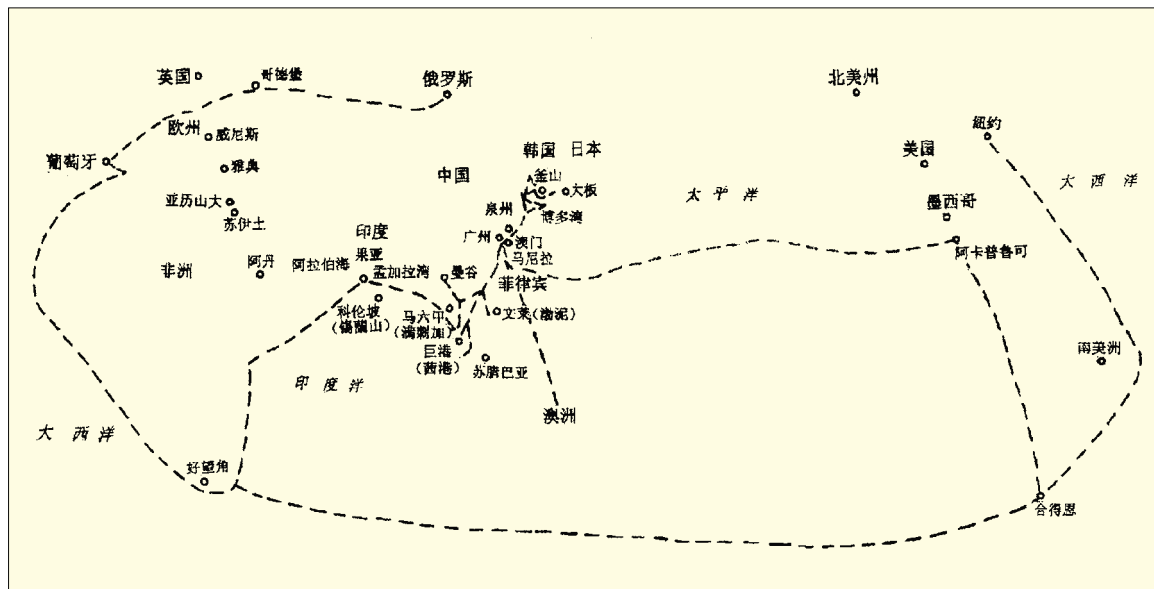 英国
哥德堡
俄罗斯
北美州
欧州
威尼斯
紐约
葡萄牙
雅典
韩国 日本
美国
中国
釜山
大板
太平洋
大西洋
亚历山大
苏伊士
泉州
博多湾
墨西哥
印度
广州
澳门
果亚
马尼拉
阿卡普鲁可
非洲
阿丹
阿拉伯海
孟加拉湾
曼谷
菲律宾
科伦坡
(锡蘭山)
马六甲
(满剌加)
文莱(渤泥)
巨港
(茜港)
苏腊巴亚
南美洲
印度洋
澳洲
大西洋
好望角
合得恩